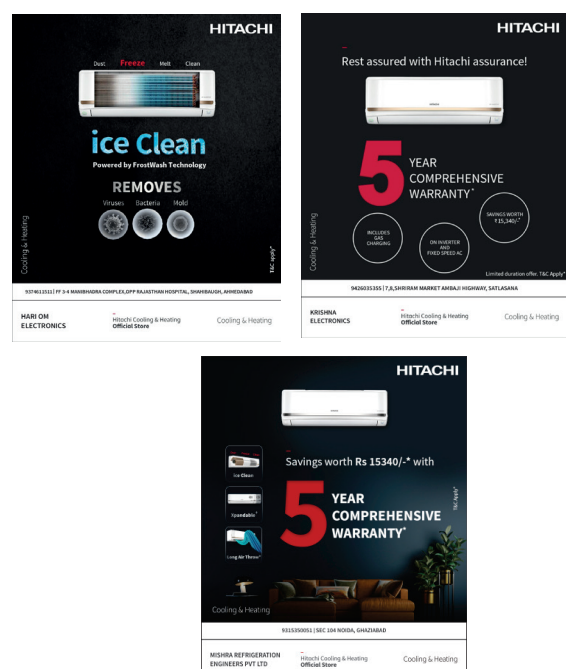 HITACHI
Dust Freeze Melt Clean
ice Clean
Powered by FrostWash Technology
REMOVES
Viruses Bacteria Mold
Cooling & Heating
T&C apply*
9374611511 | FF 3-4 MANIBHADRA COMPLEX,OPP RAJASTHAN HOSPITAL, SHAHIBAUGH, AHMEDABAD
HARI OM
ELECTRONICS
Hitachi Cooling & Heating
Official Store
Cooling & Heating
HITACHI
Rest assured with Hitachi assurance!
5 YEAR
COMPREHENSIVE
WARRANTY*
INCLUDES
GAS
CHARGING
ON INVERTER
AND
FIXED SPEED AC
SAVINGS WORTH
₹15,340/-*
Cooling & Heating
Limited duration offer. T&C Apply*
9426035355 | 7,8,SHRIRAM MARKET AMBAJI HIGHWAY, SATLASANA
KRISHNA
ELECTRONICS
Hitachi Cooling & Heating
Official Store
Cooling & Heating
HITACHI
Savings worth Rs 15340/-* with
5 YEAR
COMPREHENSIVE
WARRANTY*
ice Clean
Xpandable+
Long Air Throw*
T&C Apply*
Cooling & Heating
9315350051 | SEC 104 NOIDA, GHAZIABAD
MISHRA REFRIGERATION
ENGINEERS PVT LTD
Hitachi Cooling & Heating
Official Store
Cooling & Heating